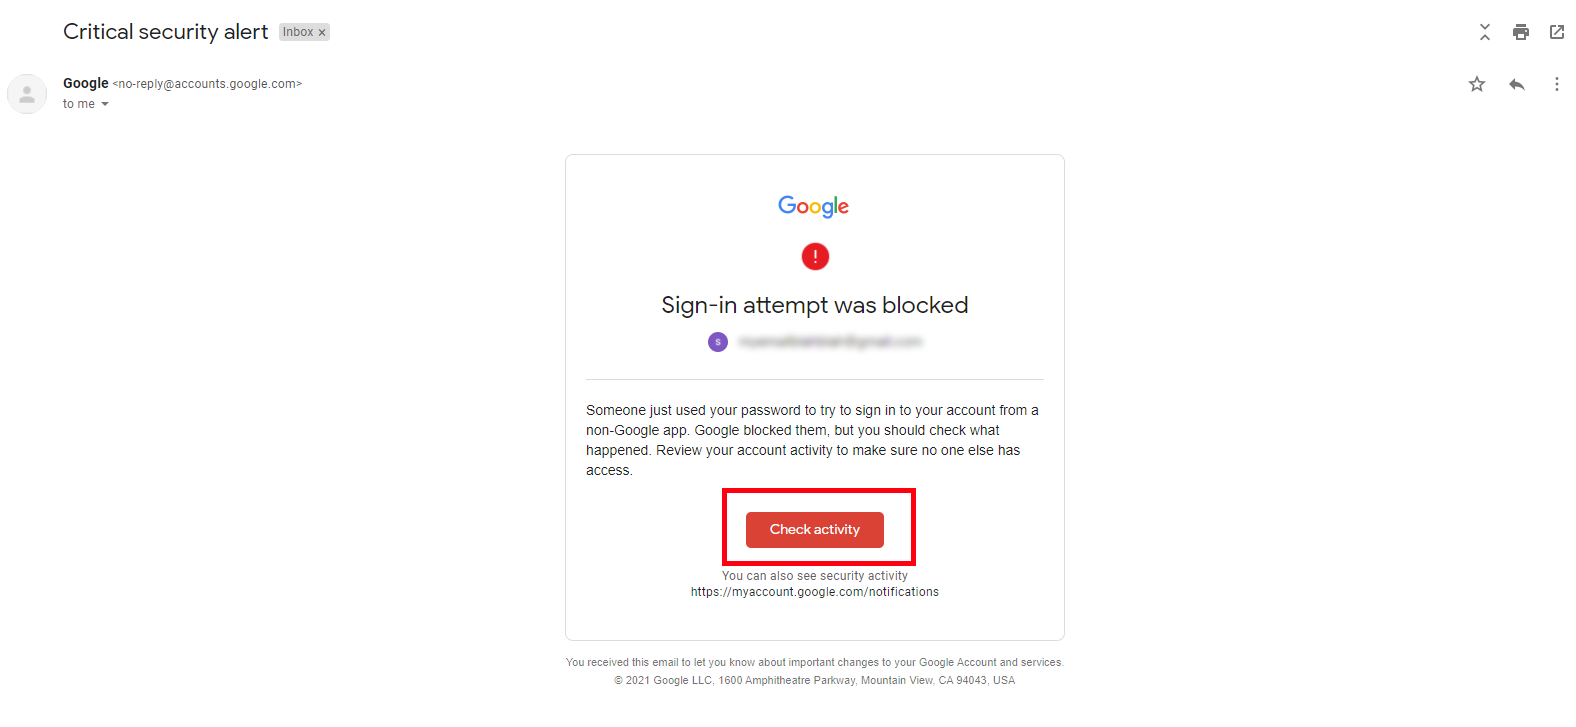 Critical security alert Inbox ×
Google <no-reply@accounts.google.com>
to me
Google
!
Sign-in attempt was blocked
S
Someone just used your password to try to sign in to your account from a
non-Google app. Google blocked them, but you should check what
happened. Review your account activity to make sure no one else has
access.
Check activity
You can also see security activity
https://myaccount.google.com/notifications
You received this email to let you know about important changes to your Google Account and services.
© 2021 Google LLC, 1600 Amphitheatre Parkway, Mountain View, CA 94043, USA